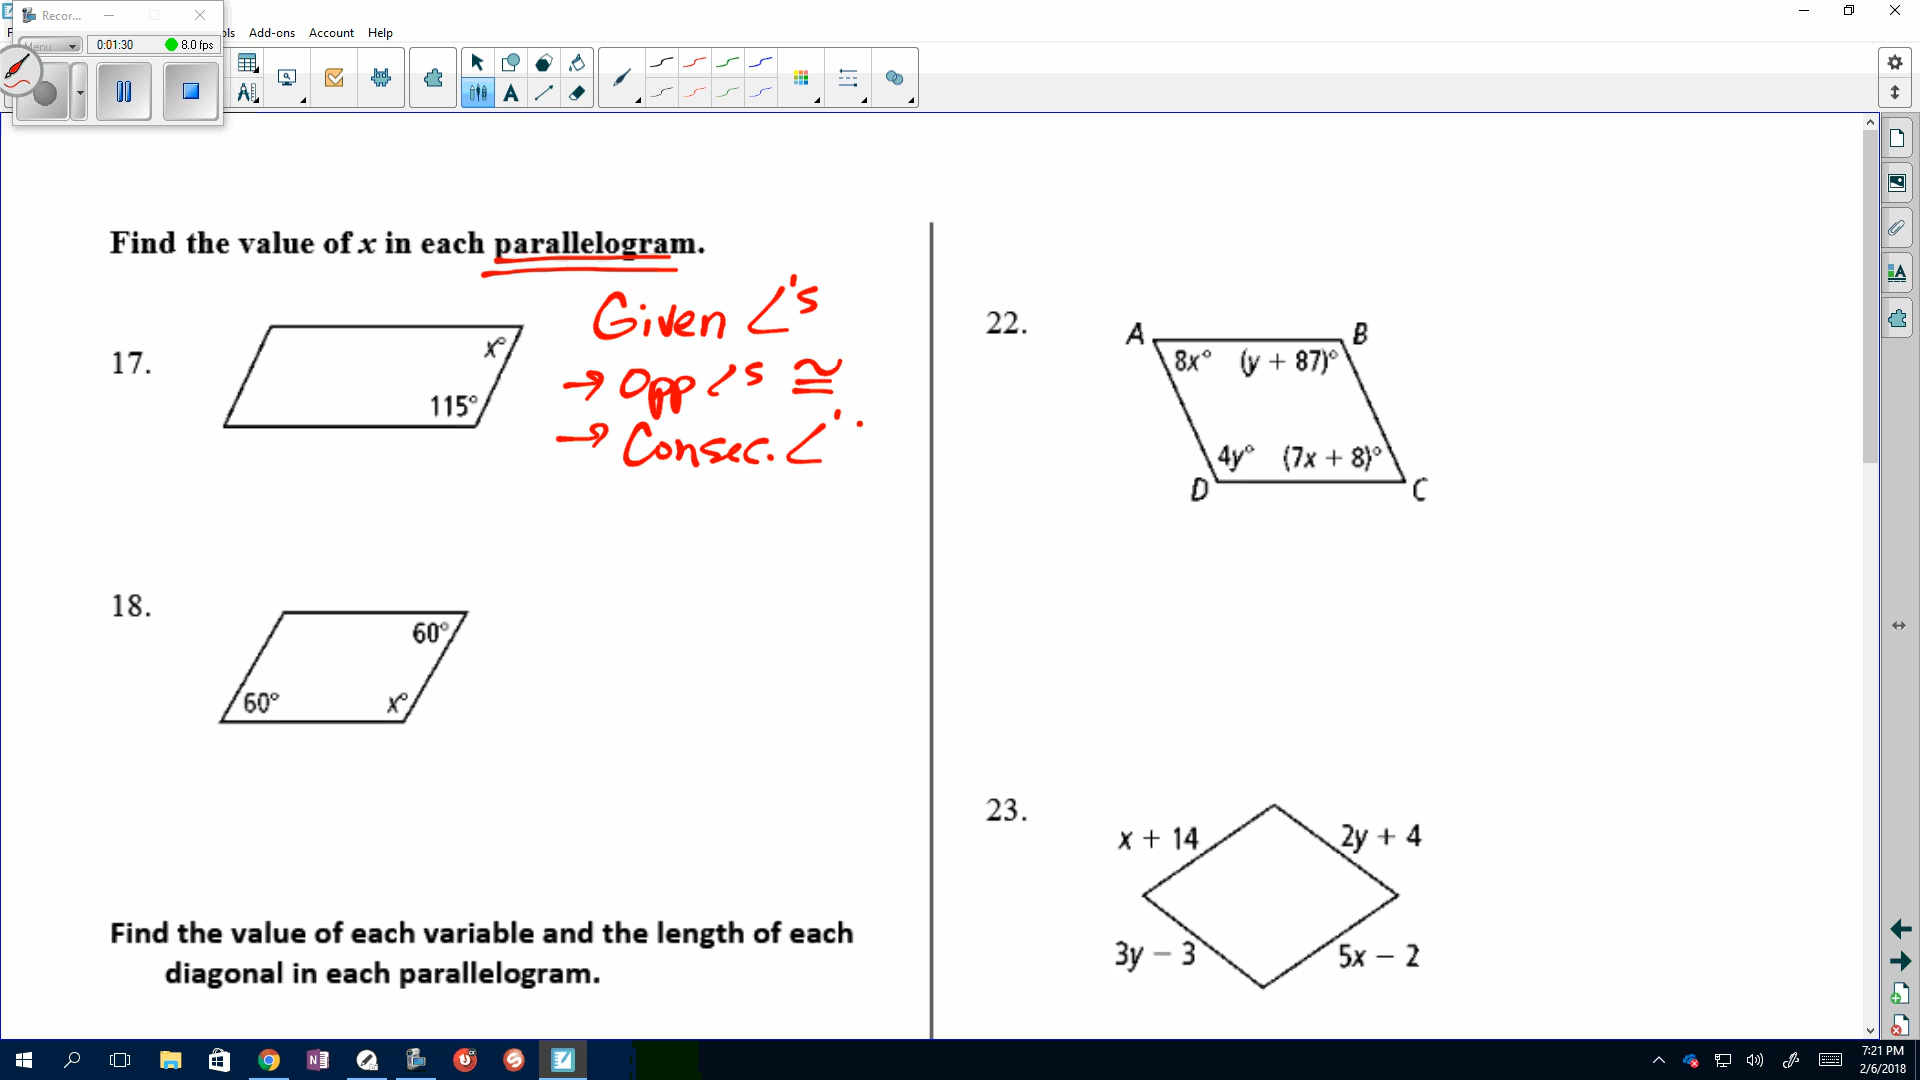 Recor...
Menu
0:01:30
8.0 fps
Add-ons
Account
Help
Find the value of x in each parallelogram.
17.
x°
115°
Given ∠'s
→ Opp ∠s ≅
→ Consec. ∠'
18.
60°
60°
x°
Find the value of each variable and the length of each
diagonal in each parallelogram.
22.
A
B
8x° (y + 87)°
4y° (7x + 8)°
D
C
23.
x + 14
2y + 4
3y − 3
5x − 2
7:21 PM
2/6/2018